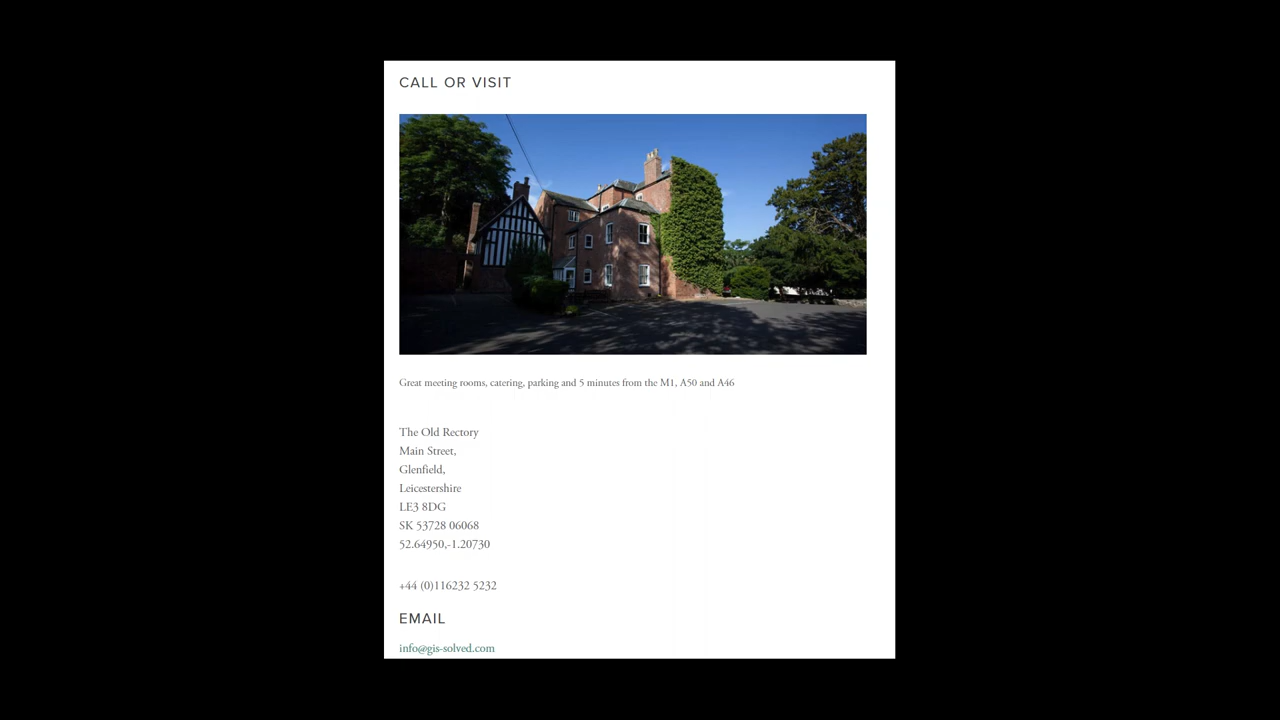 CALL OR VISIT
Great meeting rooms, catering, parking and 5 minutes from the M1, A50 and A46
The Old Rectory
Main Street,
Glenfield,
Leicestershire
LE3 8DG
SK 53728 06068
52.64950,-1.20730
+44 (0)116232 5232
EMAIL
info@gis-solved.com